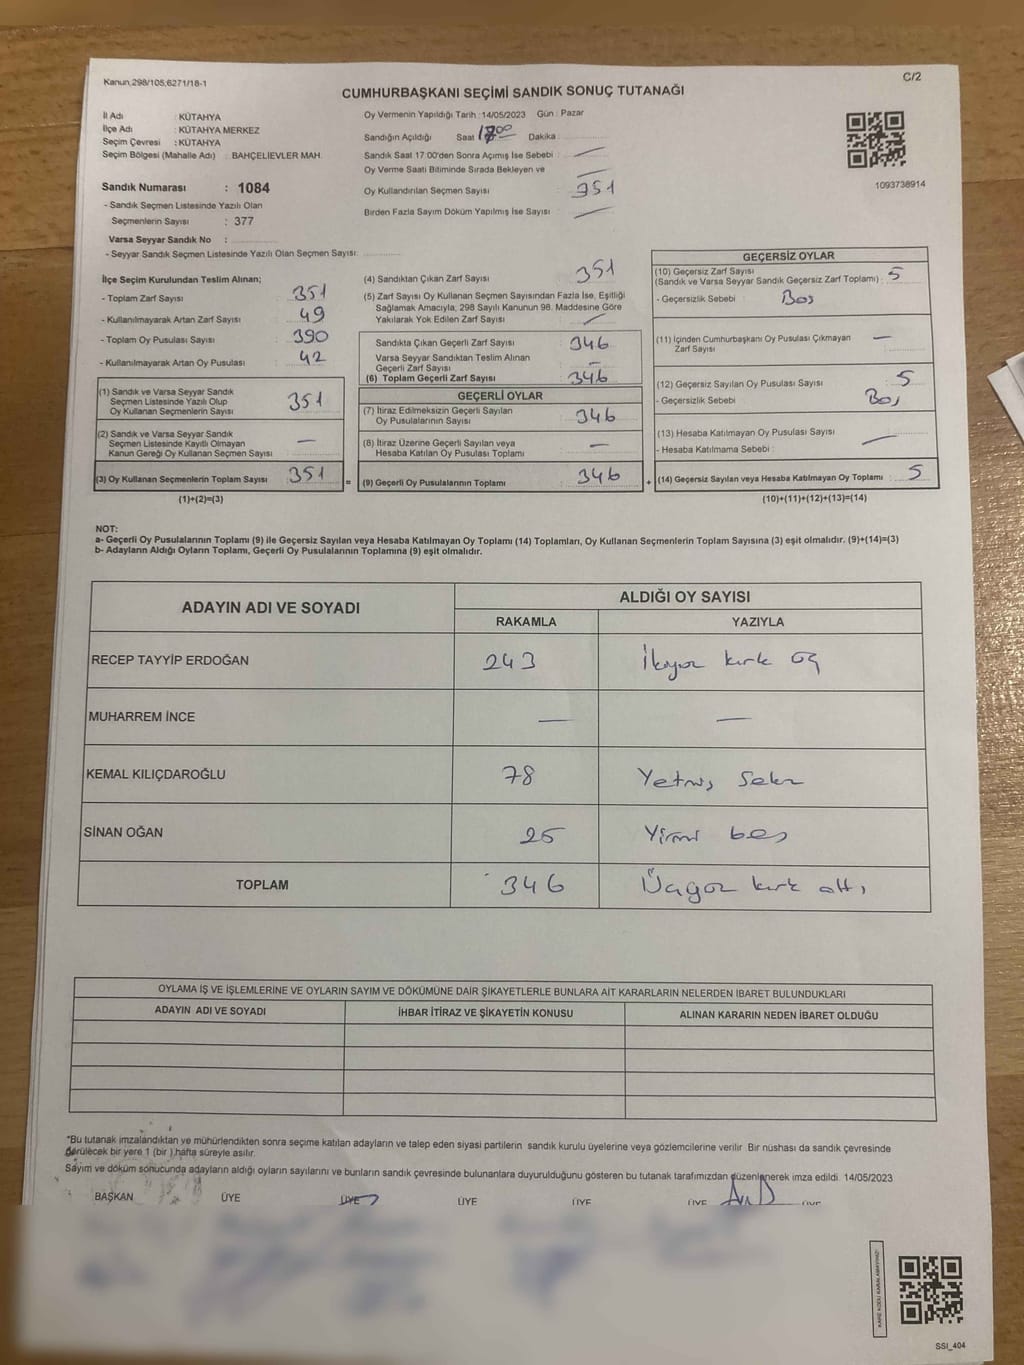 Kanun:298/105;6271/18-1
C/2
CUMHURBAŞKANI SEÇİMİ SANDIK SONUÇ TUTANAĞI
İl Adı : KÜTAHYA
İlçe Adı : KÜTAHYA MERKEZ
Seçim Çevresi : KÜTAHYA
Seçim Bölgesi (Mahalle Adı) : BAHÇELİEVLER MAH.
Sandık Numarası : 1084
- Sandık Seçmen Listesinde Yazılı Olan
Seçmenlerin Sayısı : 377
Varsa Seyyar Sandık No :
- Seyyar Sandık Seçmen Listesinde Yazılı Olan Seçmen Sayısı:
Oy Vermenin Yapıldığı Tarih : 14/05/2023 Gün : Pazar
Sandığın Açıldığı Saat Dakika :
Sandık Saat 17:00'den Sonra Açımış İse Sebebi : —
Oy Verme Saati Bitiminde Sırada Bekleyen ve
Oy Kullandırılan Seçmen Sayısı : 351
Birden Fazla Sayım Döküm Yapılmış İse Sayısı : —
1093738914
İlçe Seçim Kurulundan Teslim Alınan;
- Toplam Zarf Sayısı : 351
- Kullanılmayarak Artan Zarf Sayısı : 49
- Toplam Oy Pusulası Sayısı : 390
- Kullanılmayarak Artan Oy Pusulası : 42
(1) Sandık ve Varsa Seyyar Sandık
Seçmen Listesinde Yazılı Olup
Oy Kullanan Seçmenlerin Sayısı : 351
(2) Sandık ve Varsa Seyyar Sandık
Seçmen Listesinde Kayıtlı Olmayan
Kanun Gereği Oy Kullanan Seçmen Sayısı : —
(3) Oy Kullanan Seçmenlerin Toplam Sayısı : 351
(1)+(2)=(3)
(4) Sandıktan Çıkan Zarf Sayısı 351
(5) Zarf Sayısı Oy Kullanan Seçmen Sayısından Fazla İse, Eşitliği
Sağlamak Amacıyla, 298 Sayılı Kanunun 98. Maddesine Göre
Yakılarak Yok Edilen Zarf Sayısı : —
Sandıkta Çıkan Geçerli Zarf Sayısı : 346
Varsa Seyyar Sandıktan Teslim Alınan
Geçerli Zarf Sayısı : —
(6) Toplam Geçerli Zarf Sayısı : 346
GEÇERLİ OYLAR
(7) İtiraz Edilmeksizin Geçerli Sayılan
Oy Pusulalarının Sayısı : 346
(8) İtiraz Üzerine Geçerli Sayılan veya
Hesaba Katılan Oy Pusulası Toplamı : —
= (9) Geçerli Oy Pusulalarının Toplamı : 346 +
GEÇERSİZ OYLAR
(10) Geçersiz Zarf Sayısı
(Sandık ve Varsa Seyyar Sandık Geçersiz Zarf Toplamı) : 5
- Geçersizlik Sebebi : Boş
(11) İçinden Cumhurbaşkanı Oy Pusulası Çıkmayan
Zarf Sayısı : —
(12) Geçersiz Sayılan Oy Pusulası Sayısı : 5
- Geçersizlik Sebebi : Boş
(13) Hesaba Katılmayan Oy Pusulası Sayısı : —
- Hesaba Katılmama Sebebi :
(14) Geçersiz Sayılan veya Hesaba Katılmayan Oy Toplamı : 5
(10)+(11)+(12)+(13)=(14)
NOT:
a- Geçerli Oy Pusulalarının Toplamı (9) ile Geçersiz Sayılan veya Hesaba Katılmayan Oy Toplamı (14) Toplamları, Oy Kullanan Seçmenlerin Toplam Sayısına (3) eşit olmalıdır. (9)+(14)=(3)
b- Adayların Aldığı Oyların Toplamı, Geçerli Oy Pusulalarının Toplamına (9) eşit olmalıdır.
ADAYIN ADI VE SOYADI ALDIĞI OY SAYISI
RAKAMLA YAZIYLA
RECEP TAYYİP ERDOĞAN 243 İkiyüz kırk üç
MUHARREM İNCE — —
KEMAL KILIÇDAROĞLU 78 Yetmiş Sekiz
SİNAN OĞAN 25 Yirmi beş
TOPLAM 346 Üçyüz kırk altı
OYLAMA İŞ VE İŞLEMLERİNE VE OYLARIN SAYIM VE DÖKÜMÜNE DAİR ŞİKAYETLERLE BUNLARA AİT KARARLARIN NELERDEN İBARET BULUNDUKLARI
ADAYIN ADI VE SOYADI İHBAR İTİRAZ VE ŞİKAYETİN KONUSU ALINAN KARARIN NEDEN İBARET OLDUĞU
"Bu tutanak imzalandıktan ve mühürlendikten sonra seçime katılan adayların ve talep eden siyasi partilerin sandık kurulu üyelerine veya gözlemcilerine verilir. Bir nüshası da sandık çevresinde
görülecek bir yere 1 (bir ) hafta süreyle asılır.
Sayım ve döküm sonucunda adayların aldığı oyların sayılarını ve bunların sandık çevresinde bulunanlara duyurulduğunu gösteren bu tutanak tarafımızdan düzenlenerek imza edildi. 14/05/2023
BAŞKAN ÜYE ÜYE ÜYE ÜYE ÜYE ÜYE
SSI_404